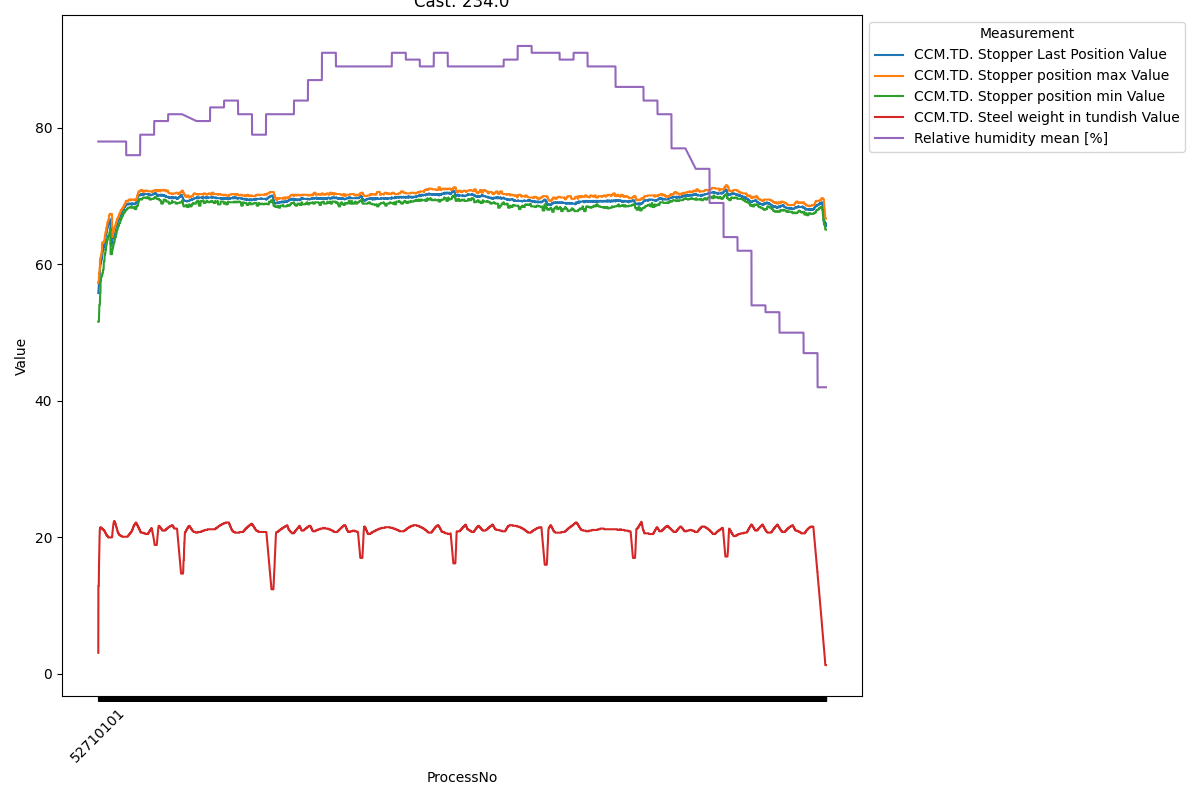 Cast: 234.0
Measurement
CCM.TD. Stopper Last Position Value
CCM.TD. Stopper position max Value
CCM.TD. Stopper position min Value
CCM.TD. Steel weight in tundish Value
Relative humidity mean [%]
80
60
40
20
0
Value
52710101
ProcessNo